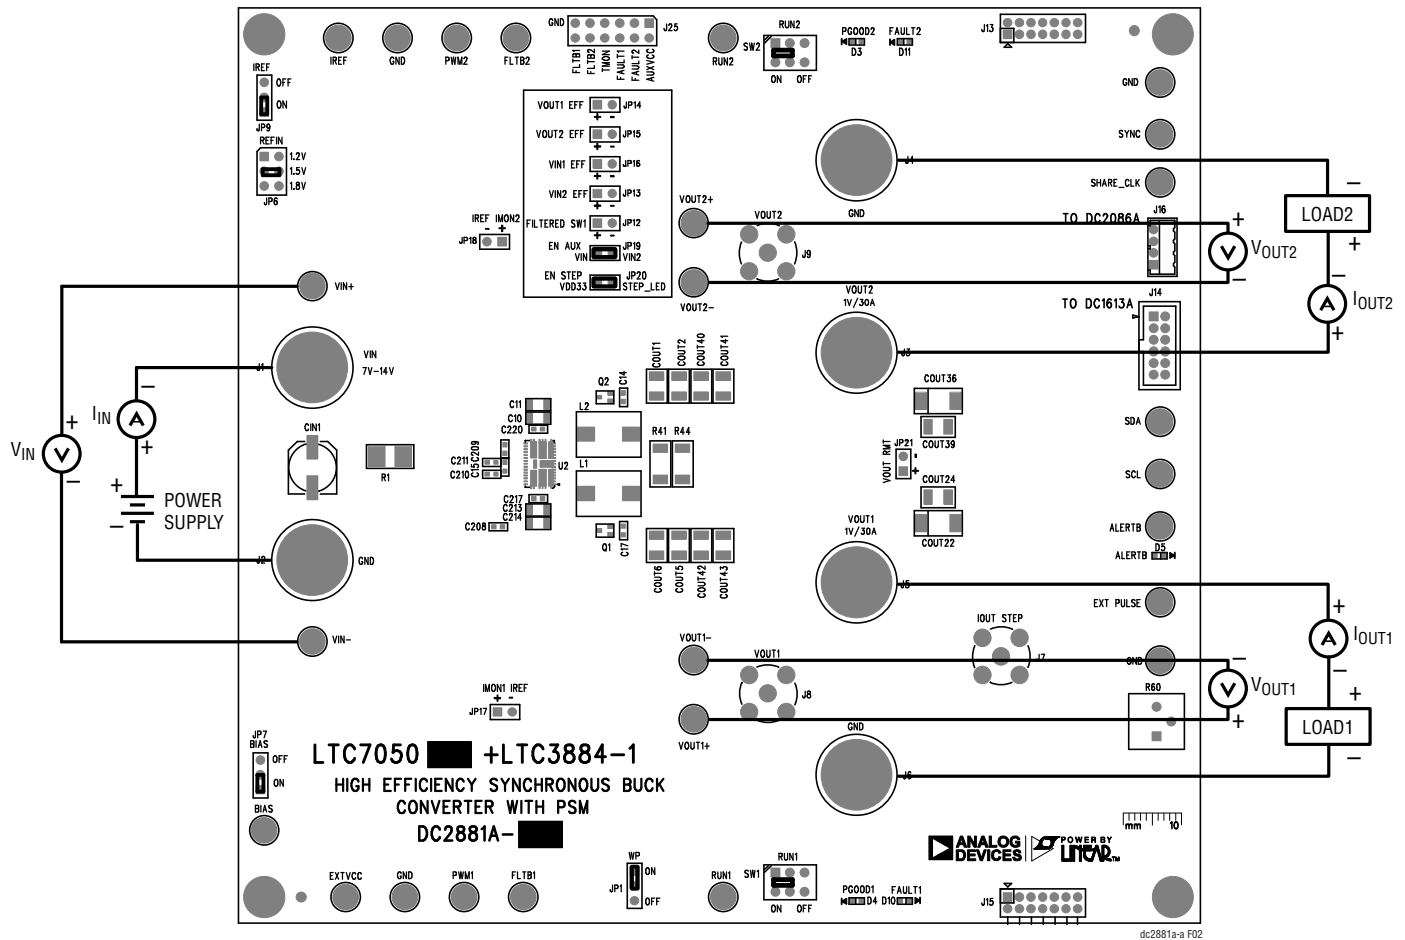 IREF
GND
PWM2
FLTB2
GND
J25
FLTB1
FLTB2
TMON
FAULT1
FAULT2
AUXVCC
RUN2
SW2
RUN2
ON OFF
PGOOD2
D3
FAULT2
D11
J13
IREF
OFF
ON
JP9
REFIN
1.2V
1.5V
1.8V
JP6
VOUT1 EFF
JP14
+ -
VOUT2 EFF
JP15
+ -
VIN1 EFF
JP16
+ -
VIN2 EFF
JP13
+ -
FILTERED SW1
JP12
+ -
EN AUX
JP19
VIN
VIN2
EN STEP
JP20
VDD33
STEP_LED
IREF IMON2
- +
JP18
GND
SYNC
SHARE_CLK
J4
GND
VOUT2+
VOUT2
J9
VOUT2-
TO DC2086A
J16
+
VOUT2
–
–
LOAD2
+
–
IOUT2
+
VOUT2
1V/30A
J3
TO DC1613A
J14
VIN+
J1
VIN
7V-14V
–
IIN
+
+
VIN
–
+
POWER
SUPPLY
–
CIN1
R1
J2
GND
VIN-
COUT1
COUT2
COUT40
COUT41
Q2
C14
L2
C11
C10
C220
C209
C15
C211
C210
U2
L1
R41 R44
C217
C213
C214
C208
Q1
C17
COUT6
COUT5
COUT42
COUT43
COUT36
COUT39
VOUT RMT
JP21
-
+
COUT24
COUT22
SDA
SCL
ALERTB
D5
ALERTB
VOUT1
1V/30A
J5
EXT PULSE
IOUT STEP
J7
GND
R60
+
IOUT1
–
+
LOAD1
–
–
VOUT1
+
VOUT1-
VOUT1
J8
VOUT1+
GND
J6
IMON1 IREF
+ -
JP17
JP7
BIAS
OFF
ON
BIAS
LTC7050 +LTC3884-1
HIGH EFFICIENCY SYNCHRONOUS BUCK
CONVERTER WITH PSM
DC2881A-
mm 10
ANALOG
DEVICES
POWER BY
LINEAR™
EXTVCC
GND
PWM1
FLTB1
WP
ON
JP1
OFF
RUN1
SW1
RUN1
ON OFF
PGOOD1
D4
FAULT1
D10
J15
dc2881a-a F02